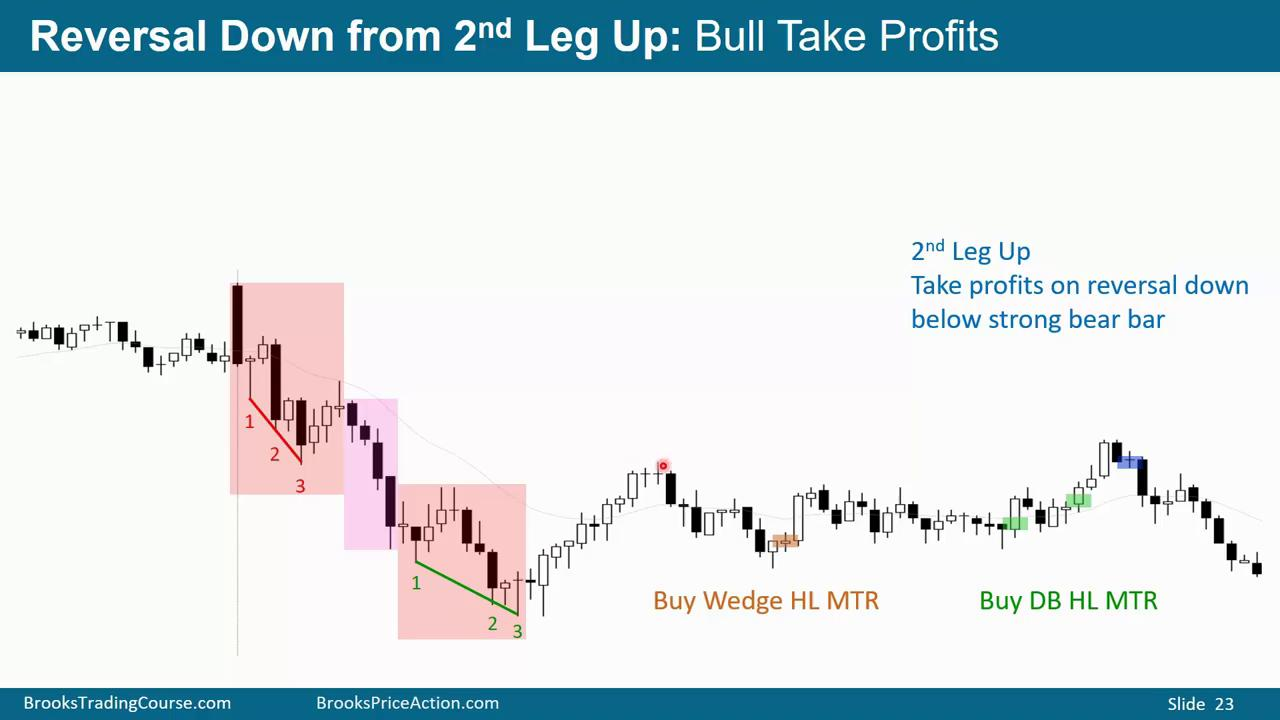 Reversal Down from 2nd Leg Up: Bull Take Profits
2nd Leg Up
Take profits on reversal down
below strong bear bar
1
2
3
1
2
3
Buy Wedge HL MTR
Buy DB HL MTR
BrooksTradingCourse.com
BrooksPriceAction.com
Slide 23